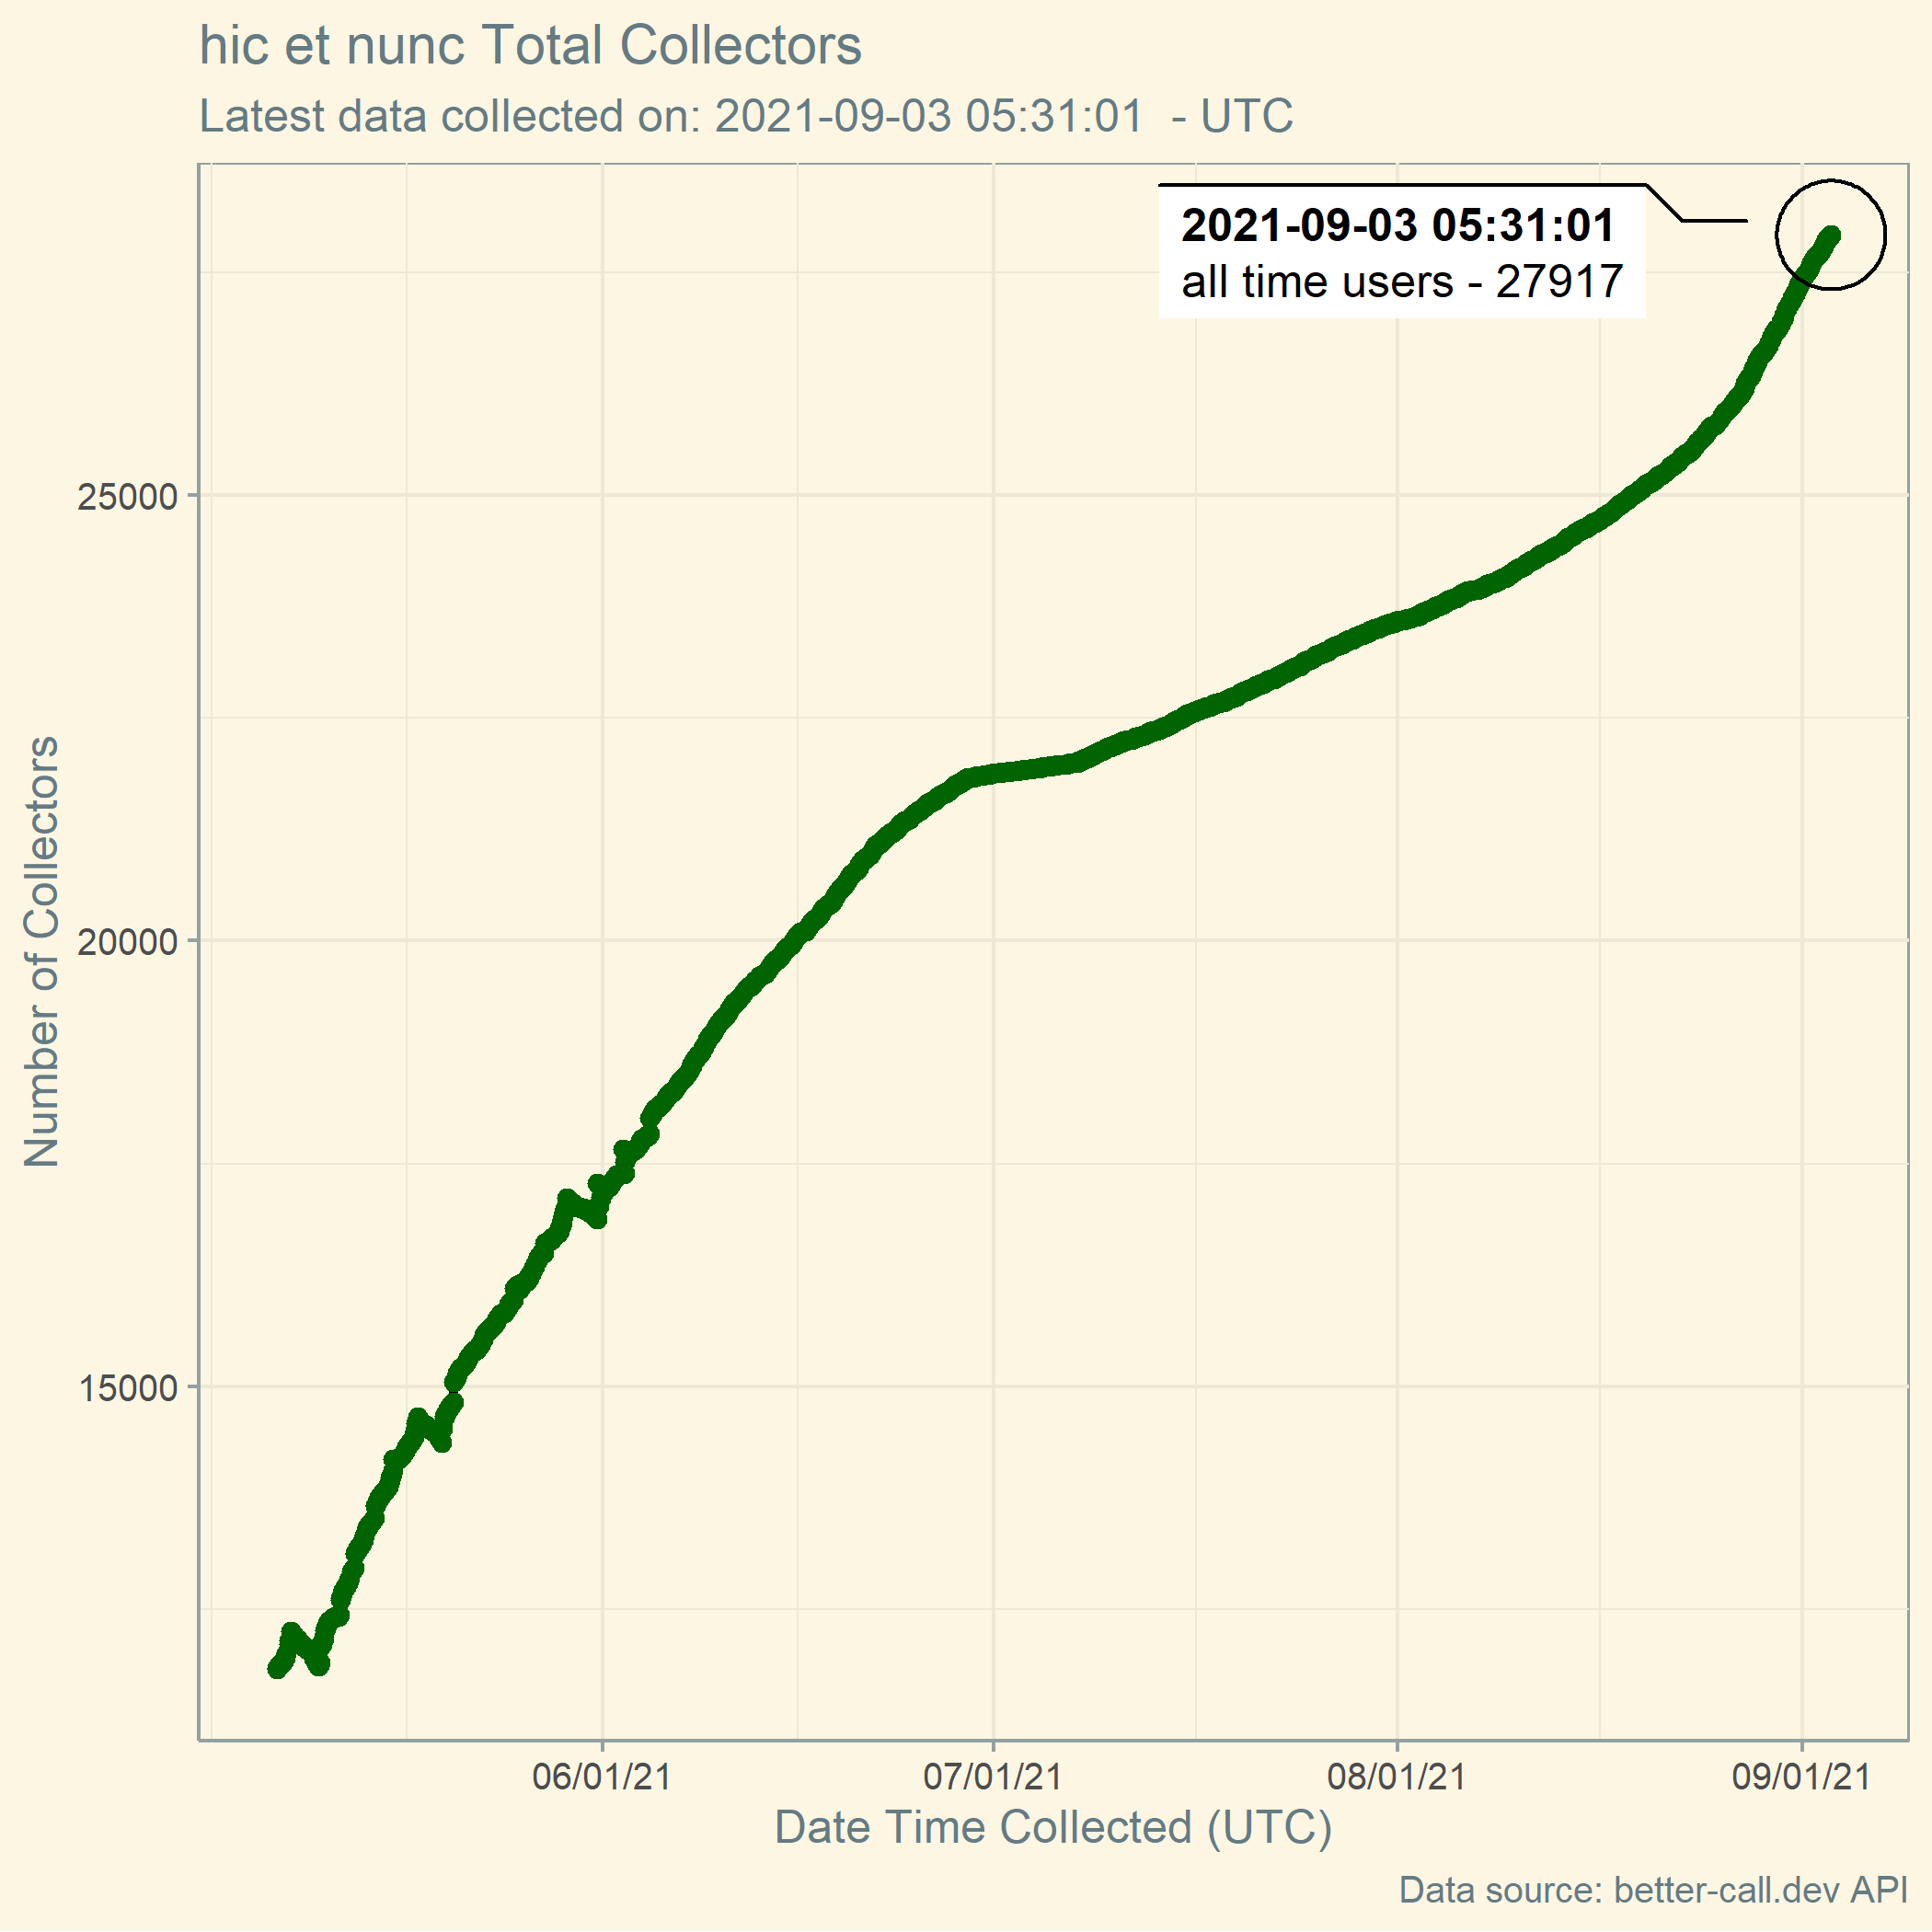 hic et nunc Total Collectors
Latest data collected on: 2021-09-03 05:31:01  - UTC
2021-09-03 05:31:01
all time users - 27917
Number of Collectors
25000
20000
15000
06/01/21
07/01/21
08/01/21
09/01/21
Date Time Collected (UTC)
Data source: better-call.dev API